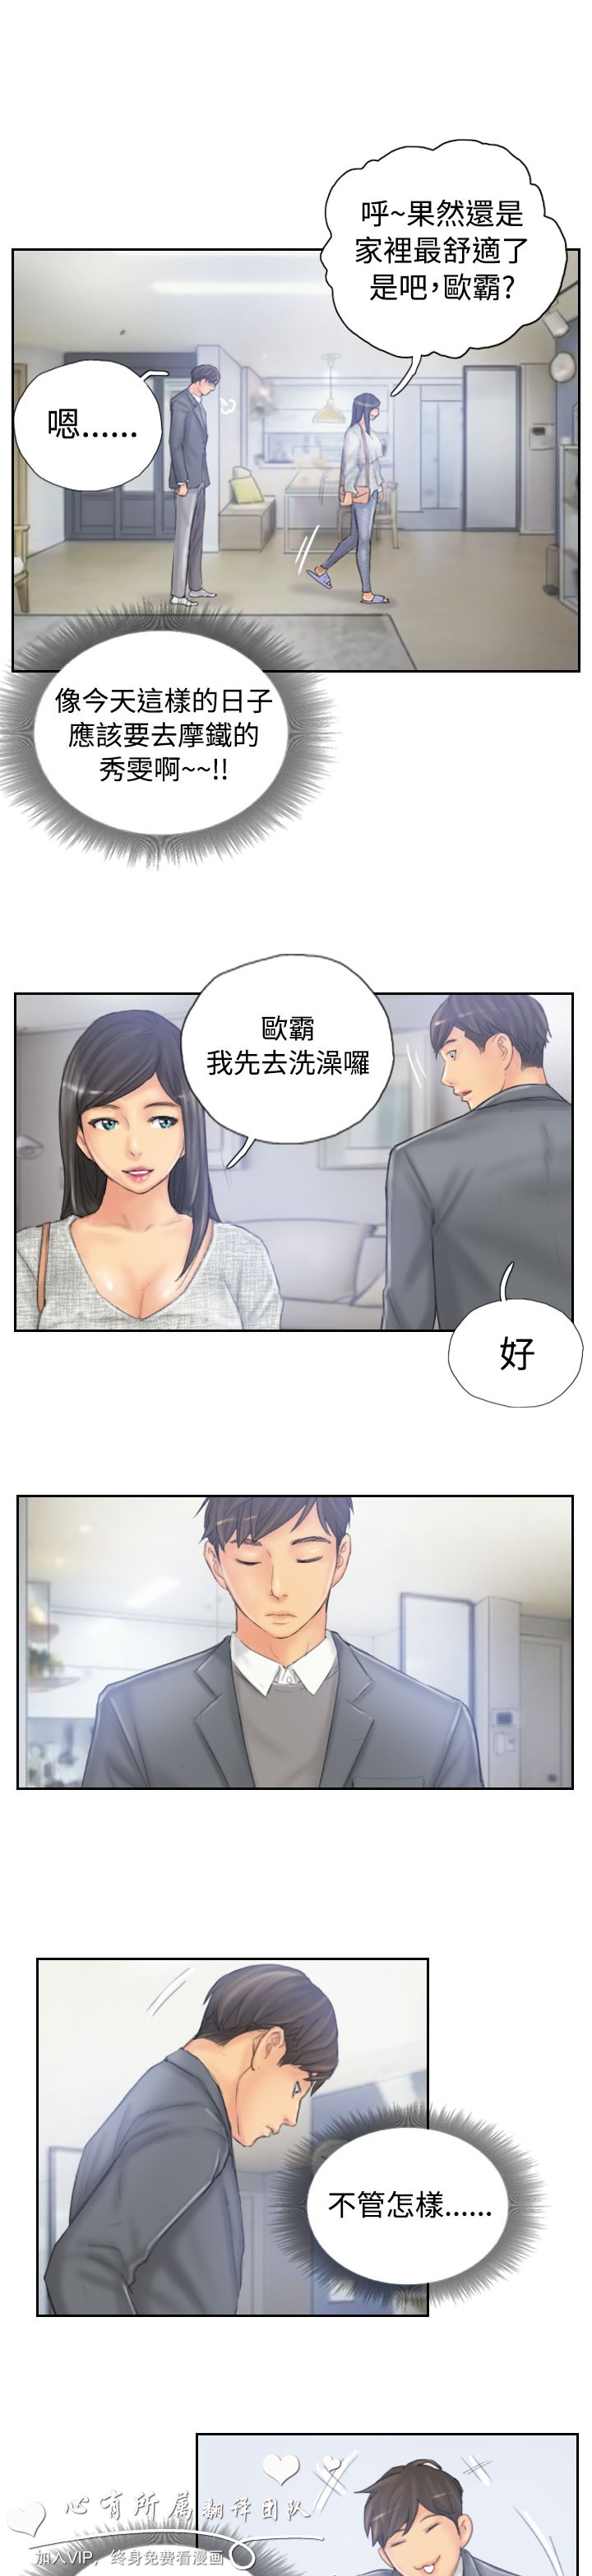 呼~果然還是
家裡最舒適了
是吧,歐霸?
嗯......
像今天這樣的日子
應該要去摩鐵的
秀雯啊~~!!
歐霸
我先去洗澡囉
好
不管怎樣......
心有所属翻译团队
加入VIP，终身免费看漫画